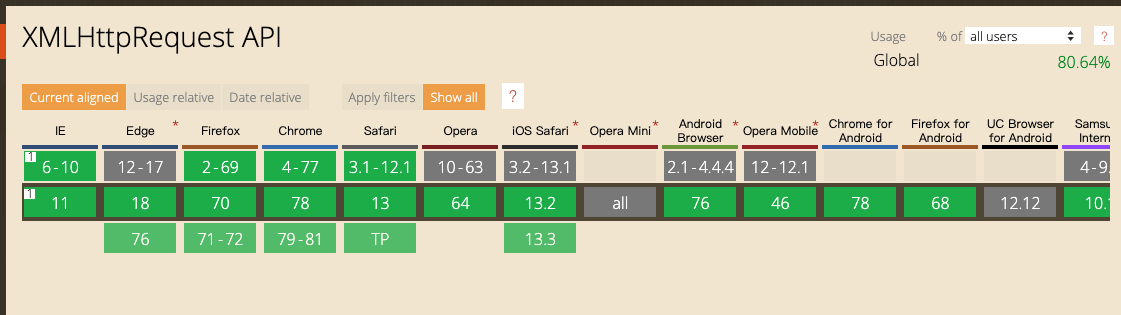 XMLHttpRequest API
Usage % of all users ?
Global 80.64%
Current aligned Usage relative Date relative Apply filters Show all ?
IE Edge * Firefox Chrome Safari Opera iOS Safari * Opera Mini * Android Browser * Opera Mobile * Chrome for Android Firefox for Android UC Browser for Android Samsu Intern
1 6-10 12-17 2-69 4-77 3.1-12.1 10-63 3.2-13.1 2.1-4.4.4 12-12.1 4-9.
1 11 18 70 78 13 64 13.2 all 76 46 78 68 12.12 10.1
76 71-72 79-81 TP 13.3